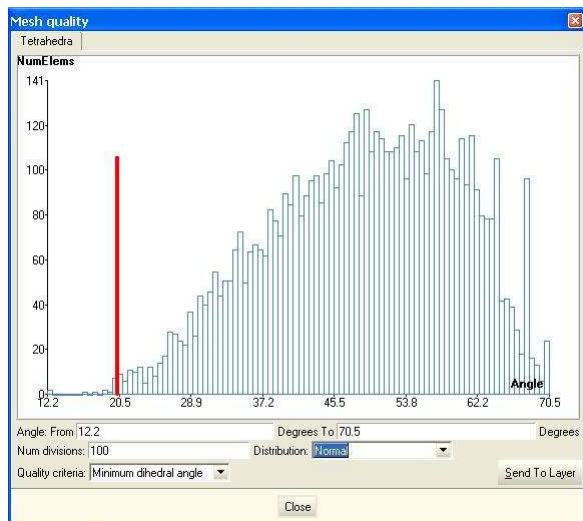 Mesh quality
Tetrahedra
NumElems
141
120
100
80
60
40
20
0
Angle
12.2 20.5 28.9 37.2 45.5 53.8 62.2 70.5
Angle: From 12.2 Degrees To 70.5 Degrees
Num divisions: 100 Distribution: Normal
Quality criteria: Minimum dihedral angle Send To Layer
Close